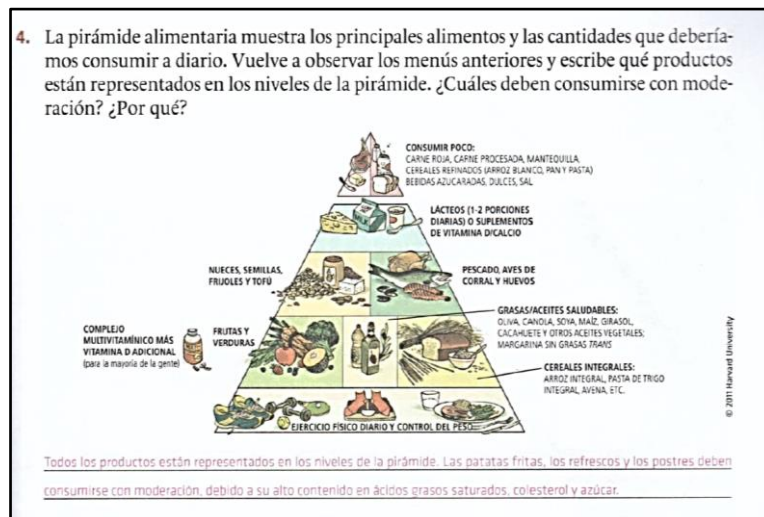 4. La pirámide alimentaria muestra los principales alimentos y las cantidades que debería-
mos consumir a diario. Vuelve a observar los menús anteriores y escribe qué productos
están representados en los niveles de la pirámide. ¿Cuáles deben consumirse con mode-
ración? ¿Por qué?
CONSUMIR POCO:
CARNE ROJA, CARNE PROCESADA, MANTEQUILLA,
CEREALES REFINADOS (ARROZ BLANCO, PAN Y PASTA)
BEBIDAS AZUCARADAS, DULCES, SAL
LÁCTEOS (1-2 PORCIONES
DIARIAS) O SUPLEMENTOS
DE VITAMINA D/CALCIO
NUECES, SEMILLAS,
FRIJOLES Y TOFÚ
PESCADO, AVES DE
CORRAL Y HUEVOS
GRASAS/ACEITES SALUDABLES:
OLIVA, CANOLA, SOYA, MAÍZ, GIRASOL,
CACAHUETE Y OTROS ACEITES VEGETALES;
MARGARINA SIN GRASAS TRANS
COMPLEJO
MULTIVITAMÍNICO MÁS
VITAMINA D ADICIONAL
(para la mayoría de la gente)
FRUTAS Y
VERDURAS
CEREALES INTEGRALES:
ARROZ INTEGRAL, PASTA DE TRIGO
INTEGRAL, AVENA, ETC.
EJERCICIO FÍSICO DIARIO Y CONTROL DEL PESO
© 2011 Harvard University
Todos los productos están representados en los niveles de la pirámide. Las patatas fritas, los refrescos y los postres deben
consumirse con moderación, debido a su alto contenido en ácidos grasos saturados, colesterol y azúcar.